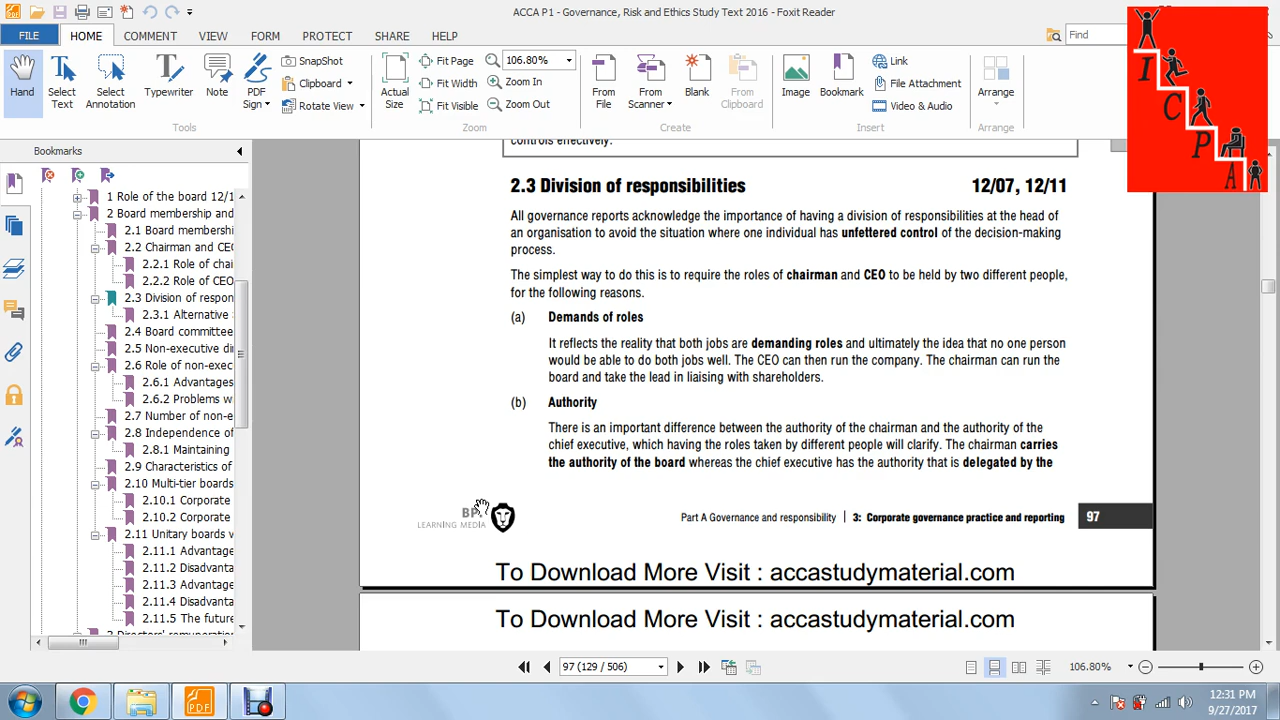 ACCA P1 - Governance, Risk and Ethics Study Text 2016 - Foxit Reader
FILE HOME COMMENT VIEW FORM PROTECT SHARE HELP Find
Hand
Select Text
Select Annotation
Typewriter
Note
PDF Sign
SnapShot
Clipboard
Rotate View
Tools
Actual Size
Fit Page
Fit Width
Fit Visible
106.80%
Zoom In
Zoom Out
Zoom
From File
From Scanner
Blank
From Clipboard
Create
Image
Bookmark
Link
File Attachment
Video & Audio
Insert
Arrange
Arrange
I
C
P
A
Bookmarks
1 Role of the board 12/1
2 Board membership and
2.1 Board membershi
2.2 Chairman and CEO
2.2.1 Role of chai
2.2.2 Role of CEO
2.3 Division of respon
2.3.1 Alternative
2.4 Board committee
2.5 Non-executive di
2.6 Role of non-exec
2.6.1 Advantages
2.6.2 Problems w
2.7 Number of non-e
2.8 Independence of
2.8.1 Maintaining
2.9 Characteristics of
2.10 Multi-tier boards
2.10.1 Corporate
2.10.2 Corporate
2.11 Unitary boards v
2.11.1 Advantage
2.11.2 Disadvanta
2.11.3 Advantage
2.11.4 Disadvanta
2.11.5 The future
controls effectively.
2.3 Division of responsibilities 12/07, 12/11
All governance reports acknowledge the importance of having a division of responsibilities at the head of
an organisation to avoid the situation where one individual has unfettered control of the decision-making
process.
The simplest way to do this is to require the roles of chairman and CEO to be held by two different people,
for the following reasons.
(a) Demands of roles
It reflects the reality that both jobs are demanding roles and ultimately the idea that no one person
would be able to do both jobs well. The CEO can then run the company. The chairman can run the
board and take the lead in liaising with shareholders.
(b) Authority
There is an important difference between the authority of the chairman and the authority of the
chief executive, which having the roles taken by different people will clarify. The chairman carries
the authority of the board whereas the chief executive has the authority that is delegated by the
LEARNING MEDIA
Part A Governance and responsibility | 3: Corporate governance practice and reporting 97
To Download More Visit : accastudymaterial.com
To Download More Visit : accastudymaterial.com
97 (129 / 506)
106.80%
PDF
12:31 PM
9/27/2017